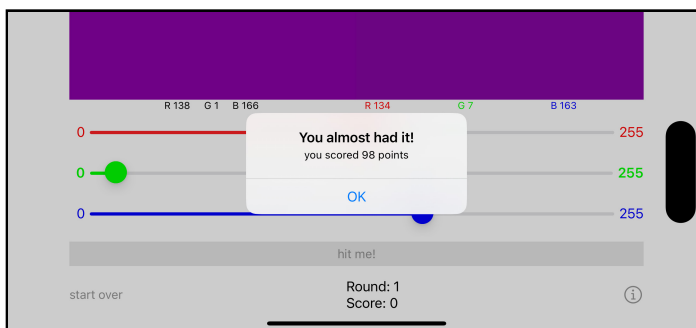 R 138 G 1 B 166 R 134 G 7 B 163
0 255
You almost had it!
you scored 98 points
0 255
OK
0 255
hit me!
start over
Round: 1
Score: 0